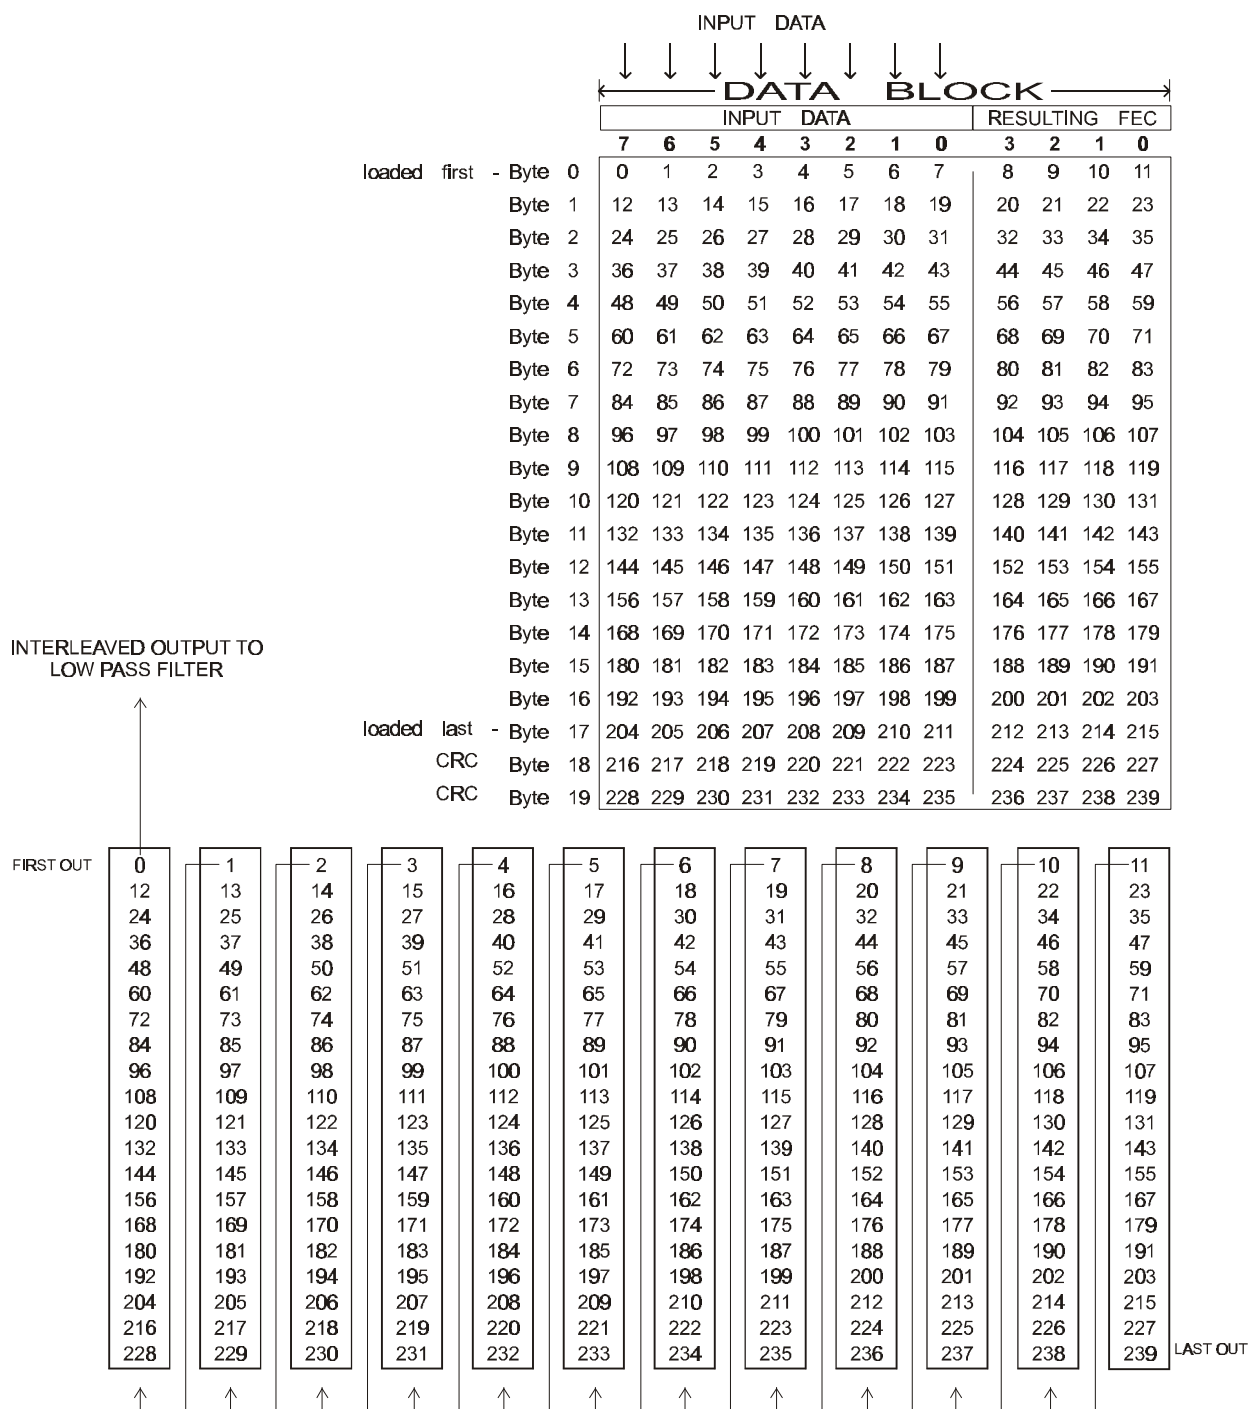 INPUT DATA
DATA BLOCK
INPUT DATA RESULTING FEC
7 6 5 4 3 2 1 0 3 2 1 0
loaded first - Byte 0 0 1 2 3 4 5 6 7 8 9 10 11
Byte 1 12 13 14 15 16 17 18 19 20 21 22 23
Byte 2 24 25 26 27 28 29 30 31 32 33 34 35
Byte 3 36 37 38 39 40 41 42 43 44 45 46 47
Byte 4 48 49 50 51 52 53 54 55 56 57 58 59
Byte 5 60 61 62 63 64 65 66 67 68 69 70 71
Byte 6 72 73 74 75 76 77 78 79 80 81 82 83
Byte 7 84 85 86 87 88 89 90 91 92 93 94 95
Byte 8 96 97 98 99 100 101 102 103 104 105 106 107
Byte 9 108 109 110 111 112 113 114 115 116 117 118 119
Byte 10 120 121 122 123 124 125 126 127 128 129 130 131
Byte 11 132 133 134 135 136 137 138 139 140 141 142 143
Byte 12 144 145 146 147 148 149 150 151 152 153 154 155
Byte 13 156 157 158 159 160 161 162 163 164 165 166 167
Byte 14 168 169 170 171 172 173 174 175 176 177 178 179
Byte 15 180 181 182 183 184 185 186 187 188 189 190 191
Byte 16 192 193 194 195 196 197 198 199 200 201 202 203
loaded last - Byte 17 204 205 206 207 208 209 210 211 212 213 214 215
CRC Byte 18 216 217 218 219 220 221 222 223 224 225 226 227
CRC Byte 19 228 229 230 231 232 233 234 235 236 237 238 239
INTERLEAVED OUTPUT TO
LOW PASS FILTER
FIRST OUT 0 1 2 3 4 5 6 7 8 9 10 11
12 13 14 15 16 17 18 19 20 21 22 23
24 25 26 27 28 29 30 31 32 33 34 35
36 37 38 39 40 41 42 43 44 45 46 47
48 49 50 51 52 53 54 55 56 57 58 59
60 61 62 63 64 65 66 67 68 69 70 71
72 73 74 75 76 77 78 79 80 81 82 83
84 85 86 87 88 89 90 91 92 93 94 95
96 97 98 99 100 101 102 103 104 105 106 107
108 109 110 111 112 113 114 115 116 117 118 119
120 121 122 123 124 125 126 127 128 129 130 131
132 133 134 135 136 137 138 139 140 141 142 143
144 145 146 147 148 149 150 151 152 153 154 155
156 157 158 159 160 161 162 163 164 165 166 167
168 169 170 171 172 173 174 175 176 177 178 179
180 181 182 183 184 185 186 187 188 189 190 191
192 193 194 195 196 197 198 199 200 201 202 203
204 205 206 207 208 209 210 211 212 213 214 215
216 217 218 219 220 221 222 223 224 225 226 227
228 229 230 231 232 233 234 235 236 237 238 239 LAST OUT